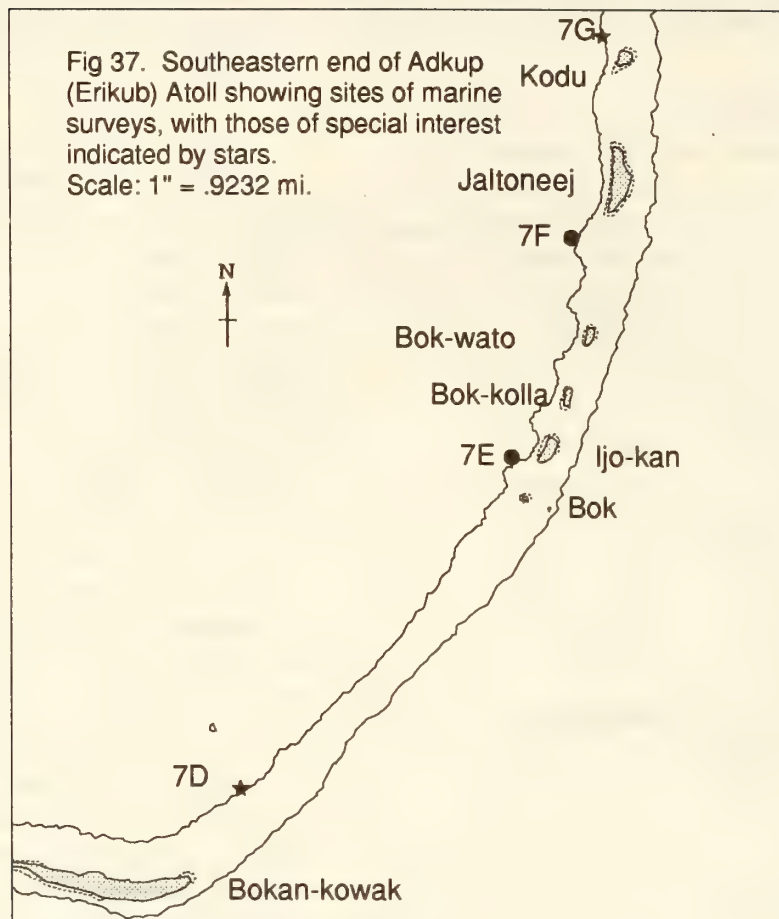 Fig 37. Southeastern end of Adkup
(Erikub) Atoll showing sites of marine
surveys, with those of special interest
indicated by stars.
Scale: 1" = .9232 mi.
7G
Kodu
Jaltoneej
7F
N
Bok-wato
Bok-kolla
7E
Ijo-kan
Bok
7D
Bokan-kowak